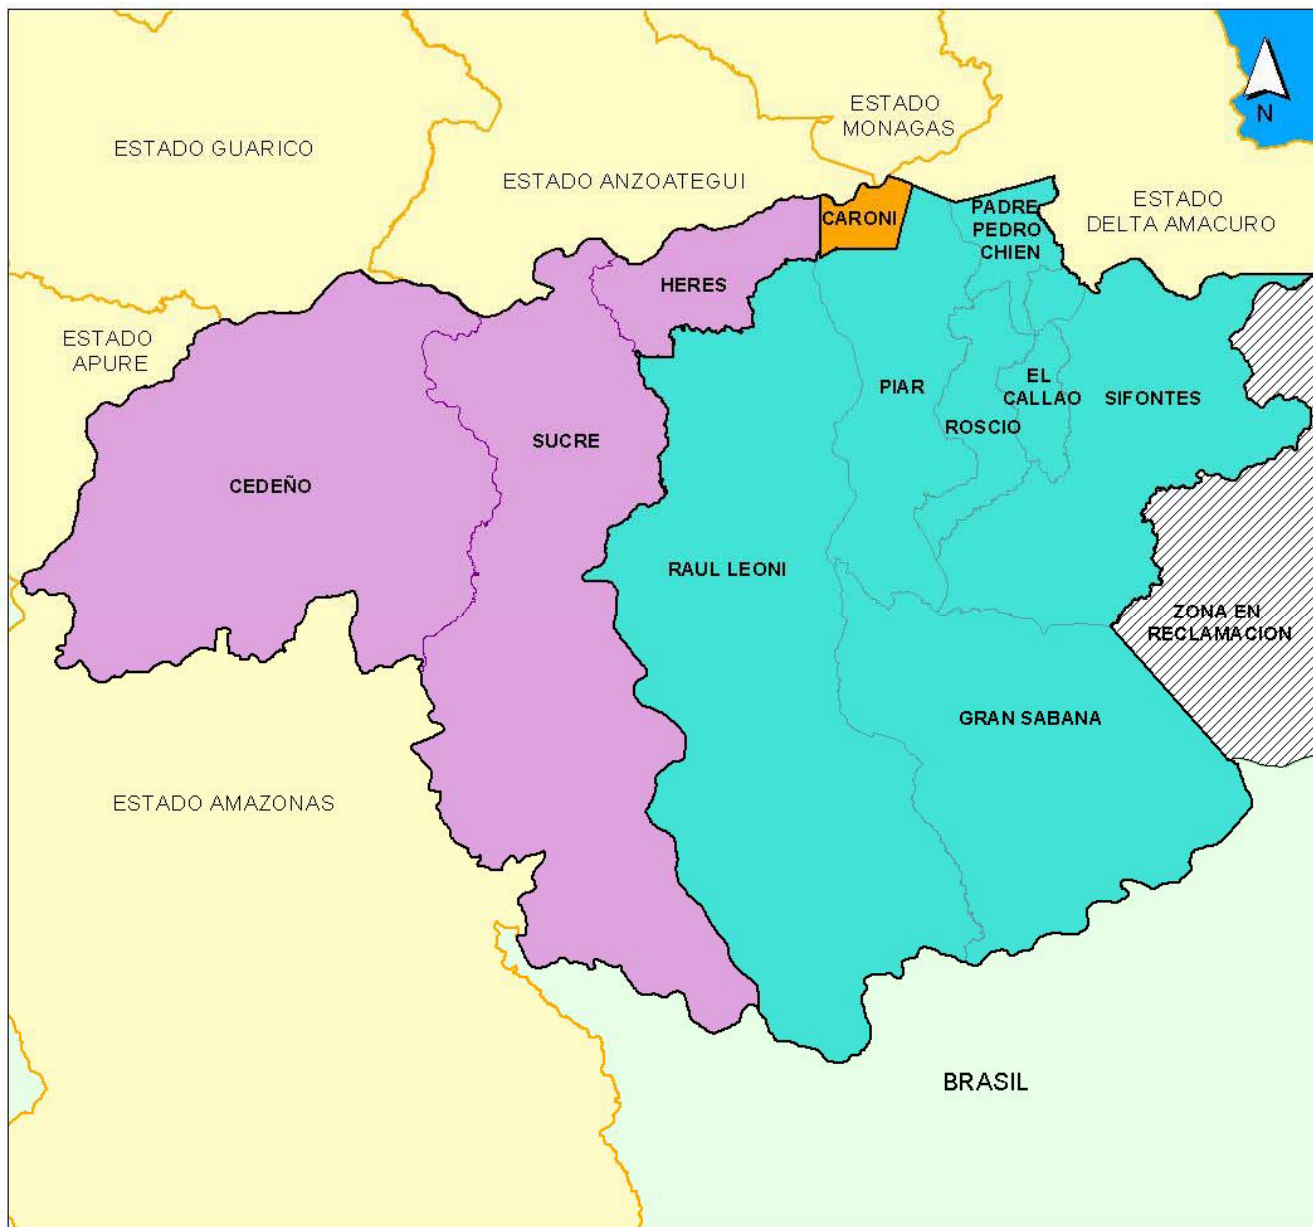 N
ESTADO
MONAGAS
ESTADO GUARICO
ESTADO ANZOATEGUI
ESTADO
DELTA AMACURO
CARONI
PADRE
PEDRO
CHIEN
HERES
ESTADO
APURE
EL
CALLAO
PIAR
SIFONTES
ROSCIO
SUCRE
CEDEÑO
RAUL LEONI
ZONA EN
RECLAMACION
GRAN SABANA
ESTADO AMAZONAS
BRASIL